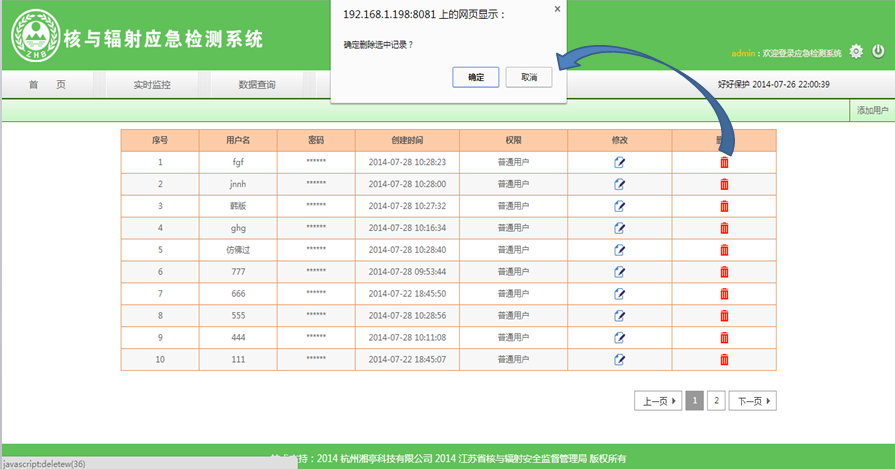 192.168.1.198:8081 上的网页显示：
×
确定删除选中记录？
确定 取消
ZHB
核与辐射应急检测系统
admin：欢迎登录应急检测系统
首 页 实时监控 数据查询 好好保护 2014-07-26 22:00:39
添加用户
序号 用户名 密码 创建时间 权限 修改
1 fgf ****** 2014-07-28 10:28:23 普通用户
2 jnnh ****** 2014-07-28 10:28:00 普通用户
3 韩版 ****** 2014-07-28 10:27:32 普通用户
4 ghg ****** 2014-07-28 10:16:34 普通用户
5 仿佛过 ****** 2014-07-28 10:28:40 普通用户
6 777 ****** 2014-07-28 09:53:44 普通用户
7 666 ****** 2014-07-22 18:45:50 普通用户
8 555 ****** 2014-07-28 10:28:56 普通用户
9 444 ****** 2014-07-28 10:11:08 普通用户
10 111 ****** 2014-07-22 18:45:07 普通用户
上一页 1 2 下一页
支持：2014 杭州湘亭科技有限公司 2014 江苏省核与辐射安全监督管理局 版权所有
javascript:deletew(36)